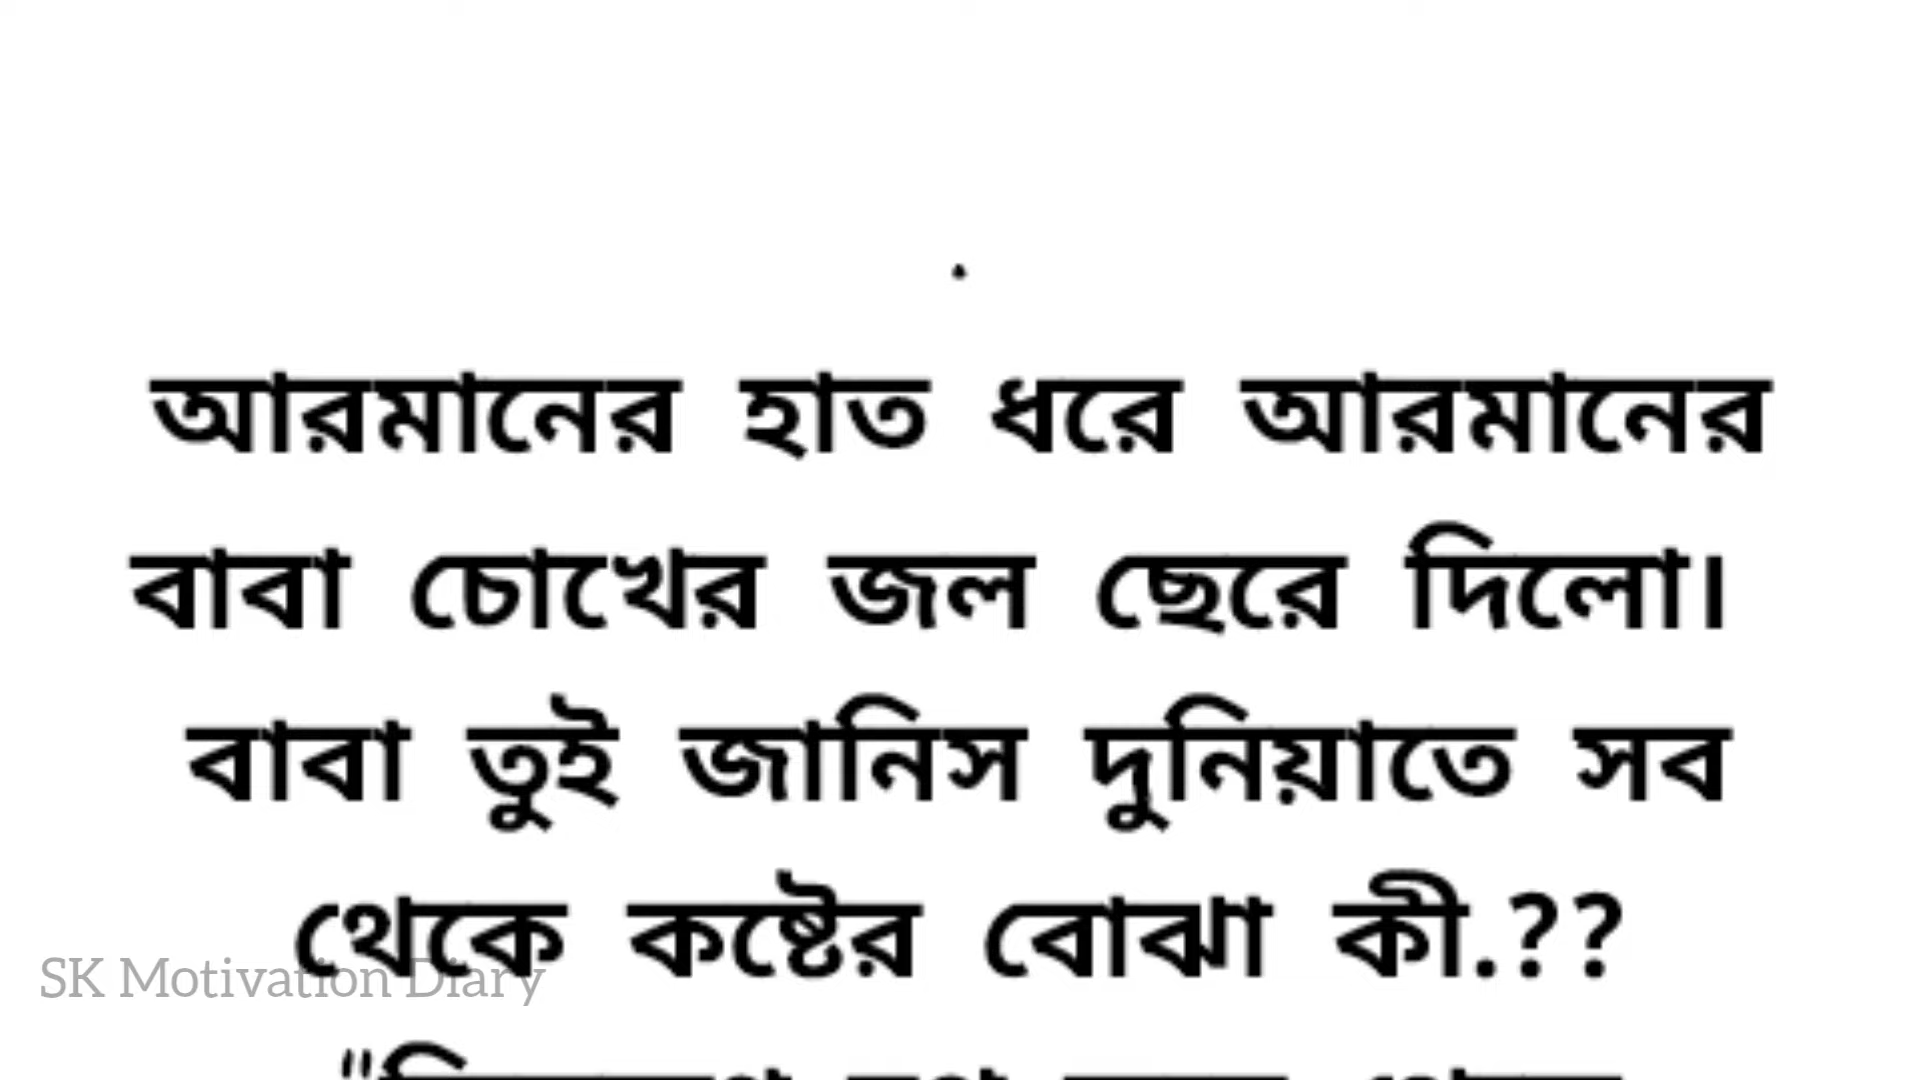 আরমানের হাত ধরে আরমানের
বাবা চোখের জল ছেরে দিলো।
বাবা তুই জানিস দুনিয়াতে সব
থেকে কষ্টের বোঝা কী.??
SK Motivation Diary